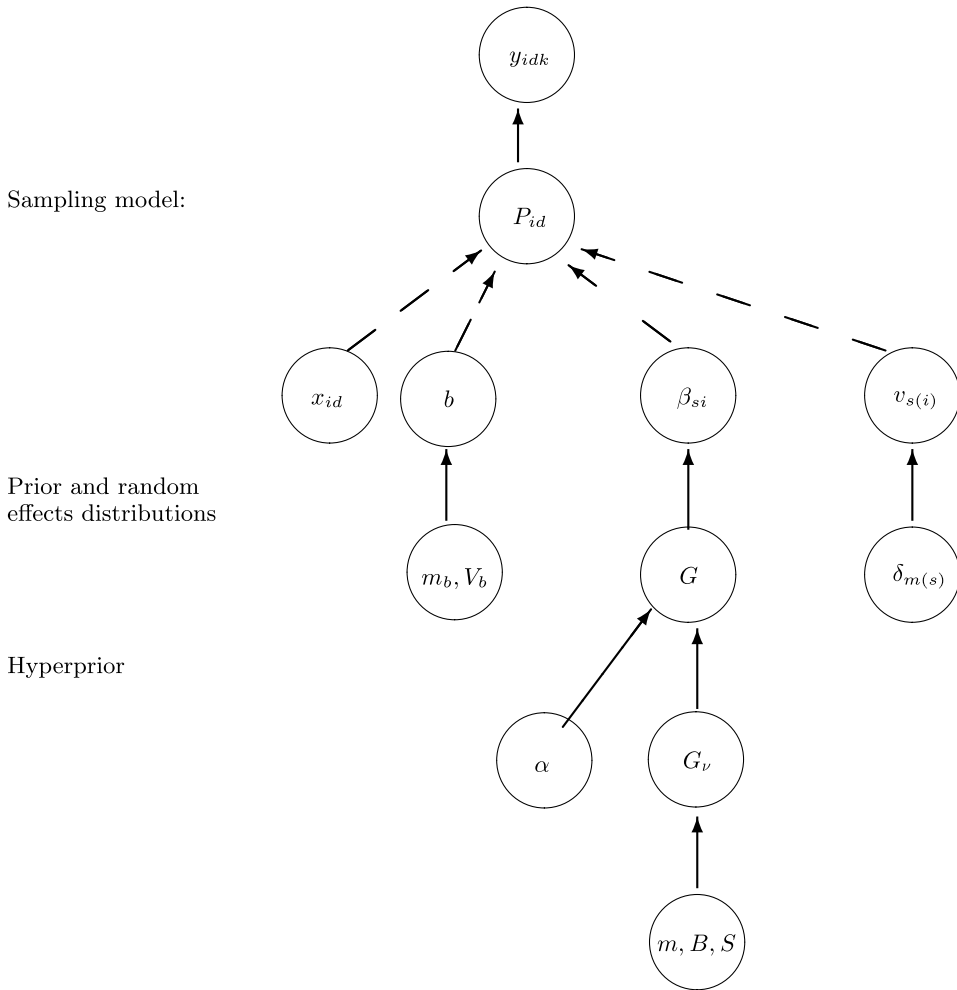 y_{idk}
Sampling model:
P_{id}
x_{id}
b
β_{si}
v_{s(i)}
Prior and random
effects distributions
m_b, V_b
G
δ_{m(s)}
Hyperprior
α
G_ν
m, B, S